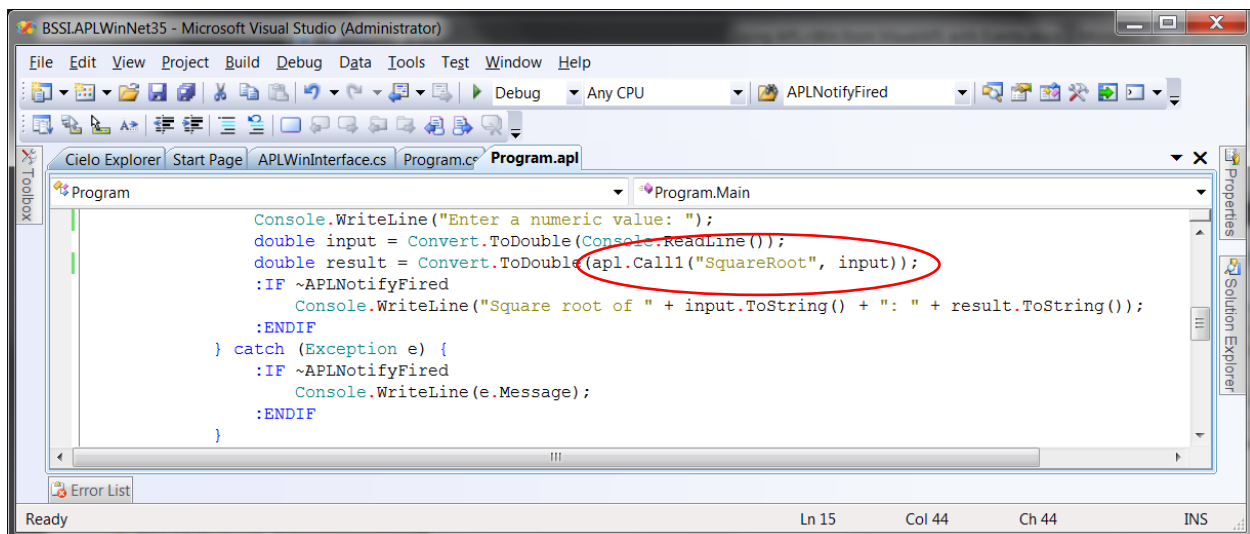 BSSI.APLWinNet35 - Microsoft Visual Studio (Administrator)
File Edit View Project Build Debug Data Tools Test Window Help
Debug Any CPU APLNotifyFired
Toolbox
Cielo Explorer Start Page APLWinInterface.cs Program.cs Program.apl
Program Program.Main
Console.WriteLine("Enter a numeric value: ");
double input = Convert.ToDouble(Console.ReadLine());
double result = Convert.ToDouble(apl.Call1("SquareRoot", input));
:IF ~APLNotifyFired
Console.WriteLine("Square root of " + input.ToString() + ": " + result.ToString());
:ENDIF
} catch (Exception e) {
:IF ~APLNotifyFired
Console.WriteLine(e.Message);
:ENDIF
}
Properties
Solution Explorer
Error List
Ready Ln 15 Col 44 Ch 44 INS